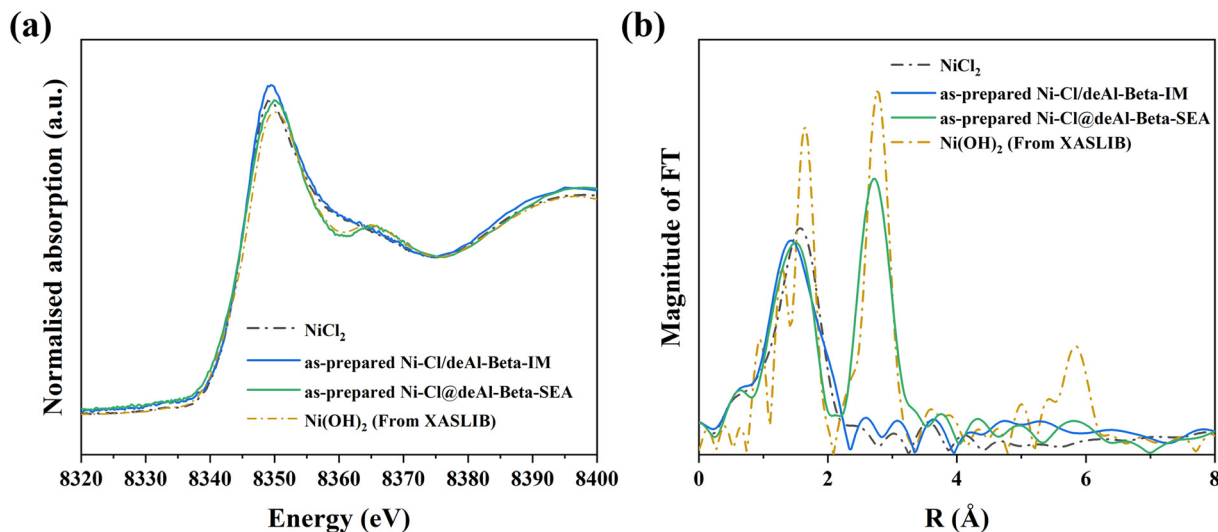 (a)
Normalised absorption (a.u.)
NiCl₂
as-prepared Ni-Cl/deAl-Beta-IM
as-prepared Ni-Cl@deAl-Beta-SEA
Ni(OH)₂ (From XASLIB)
8320 8330 8340 8350 8360 8370 8380 8390 8400
Energy (eV)
(b)
Magnitude of FT
NiCl₂
as-prepared Ni-Cl/deAl-Beta-IM
as-prepared Ni-Cl@deAl-Beta-SEA
Ni(OH)₂ (From XASLIB)
0 2 4 6 8
R (Å)